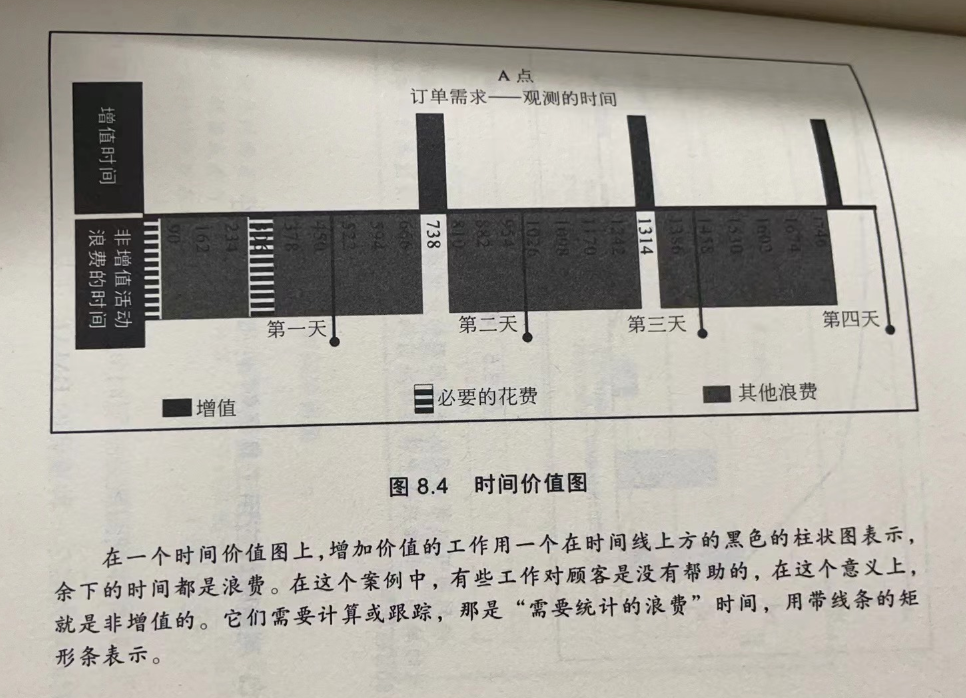 A 点
订单需求——观测的时间
增值时间
非增值活动
浪费的时间
90
162
234
378
738
810
882
954
1026
1098
1170
1242
1314
1386
1458
1530
1602
1674
1746
第一天
第二天
第三天
第四天
增值
必要的花费
其他浪费
图 8.4 时间价值图
在一个时间价值图上,增加价值的工作用一个在时间线上方的黑色的柱状图表示,
余下的时间都是浪费。在这个案例中,有些工作对顾客是没有帮助的,在这个意义上,
就是非增值的。它们需要计算或跟踪,那是“需要统计的浪费”时间,用带线条的矩
形条表示。